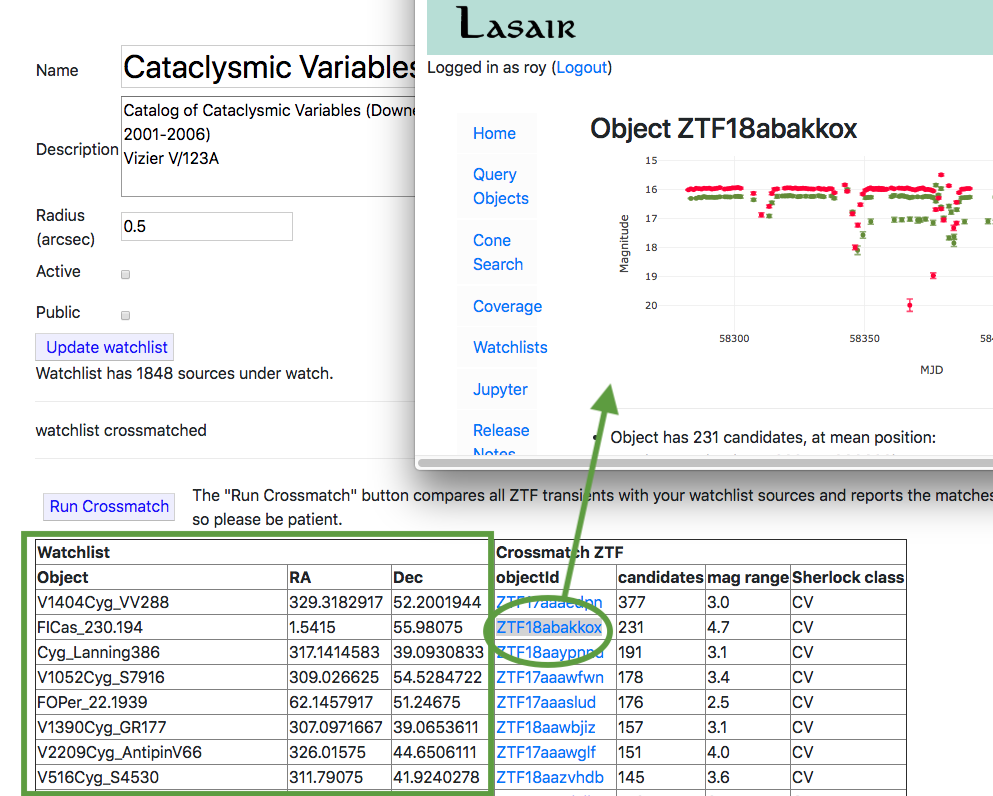 Name
Cataclysmic Variables
Description
Catalog of Cataclysmic Variables (Downe
2001-2006)
Vizier V/123A
Radius
(arcsec)
0.5
Active
Public
Update watchlist
Watchlist has 1848 sources under watch.
watchlist crossmatched
Run Crossmatch
The "Run Crossmatch" button compares all ZTF transients with your watchlist sources and reports the matches
so please be patient.
LASAIR
Logged in as roy (Logout)
Home
Query
Objects
Cone
Search
Coverage
Watchlists
Jupyter
Release
Notes
Object ZTF18abakkox
15
16
17
18
19
20
Magnitude
58300
58350
584
MJD
Object has 231 candidates, at mean position:
Watchlist Crossmatch ZTF
Object RA Dec objectId candidates mag range Sherlock class
V1404Cyg_VV288 329.3182917 52.2001944 ZTF17aaaedpn 377 3.0 CV
FICas_230.194 1.5415 55.98075 ZTF18abakkox 231 4.7 CV
Cyg_Lanning386 317.1414583 39.0930833 ZTF18aaypnnd 191 3.1 CV
V1052Cyg_S7916 309.026625 54.5284722 ZTF17aaawfwn 178 3.4 CV
FOPer_22.1939 62.1457917 51.24675 ZTF17aaaslud 176 2.5 CV
V1390Cyg_GR177 307.0971667 39.0653611 ZTF18aawbjiz 157 3.1 CV
V2209Cyg_AntipinV66 326.01575 44.6506111 ZTF17aaawglf 151 4.0 CV
V516Cyg_S4530 311.79075 41.9240278 ZTF18aazvhdb 145 3.6 CV